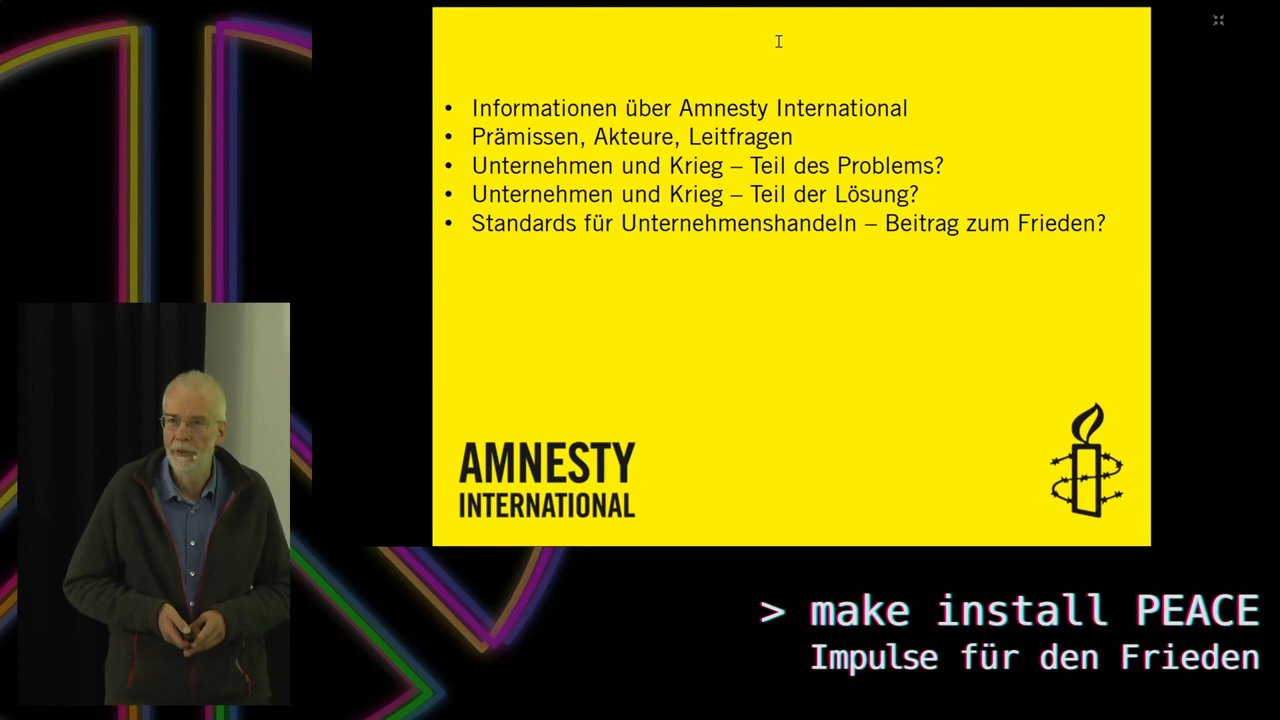 • Informationen über Amnesty International
• Prämissen, Akteure, Leitfragen
• Unternehmen und Krieg – Teil des Problems?
• Unternehmen und Krieg – Teil der Lösung?
• Standards für Unternehmenshandeln – Beitrag zum Frieden?
AMNESTY
INTERNATIONAL
> make install PEACE
Impulse für den Frieden